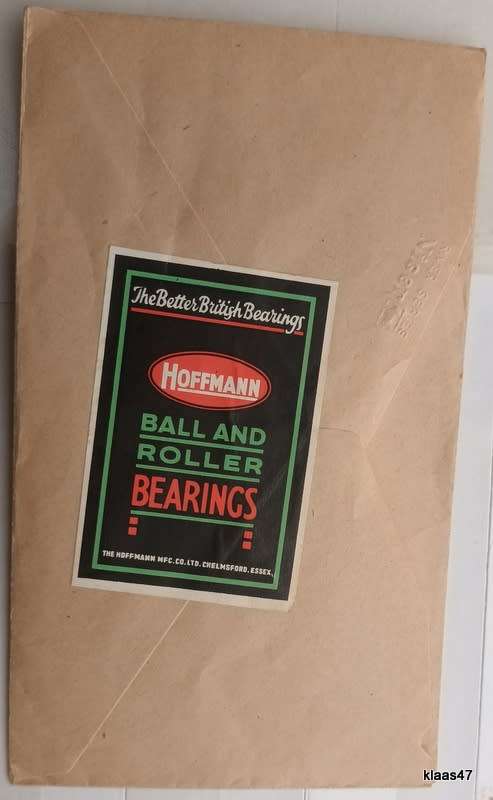 The Better British Bearings
HOFFMANN
BALL AND
ROLLER
BEARINGS
THE HOFFMANN MFG. CO. LTD. CHELMSFORD. ESSEX.
klaas47